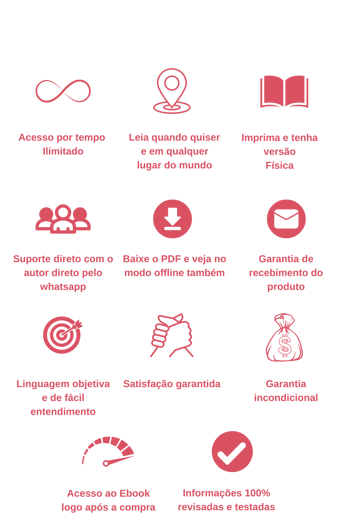 Acesso por tempo
Ilimitado
Leia quando quiser
e em qualquer
lugar do mundo
Imprima e tenha
versão
Física
Suporte direto com o
autor direto pelo
whatsapp
Baixe o PDF e veja no
modo offline também
Garantia de
recebimento do
produto
Linguagem objetiva
e de fácil
entendimento
Satisfação garantida
Garantia
incondicional
Acesso ao Ebook
logo após a compra
Informações 100%
revisadas e testadas